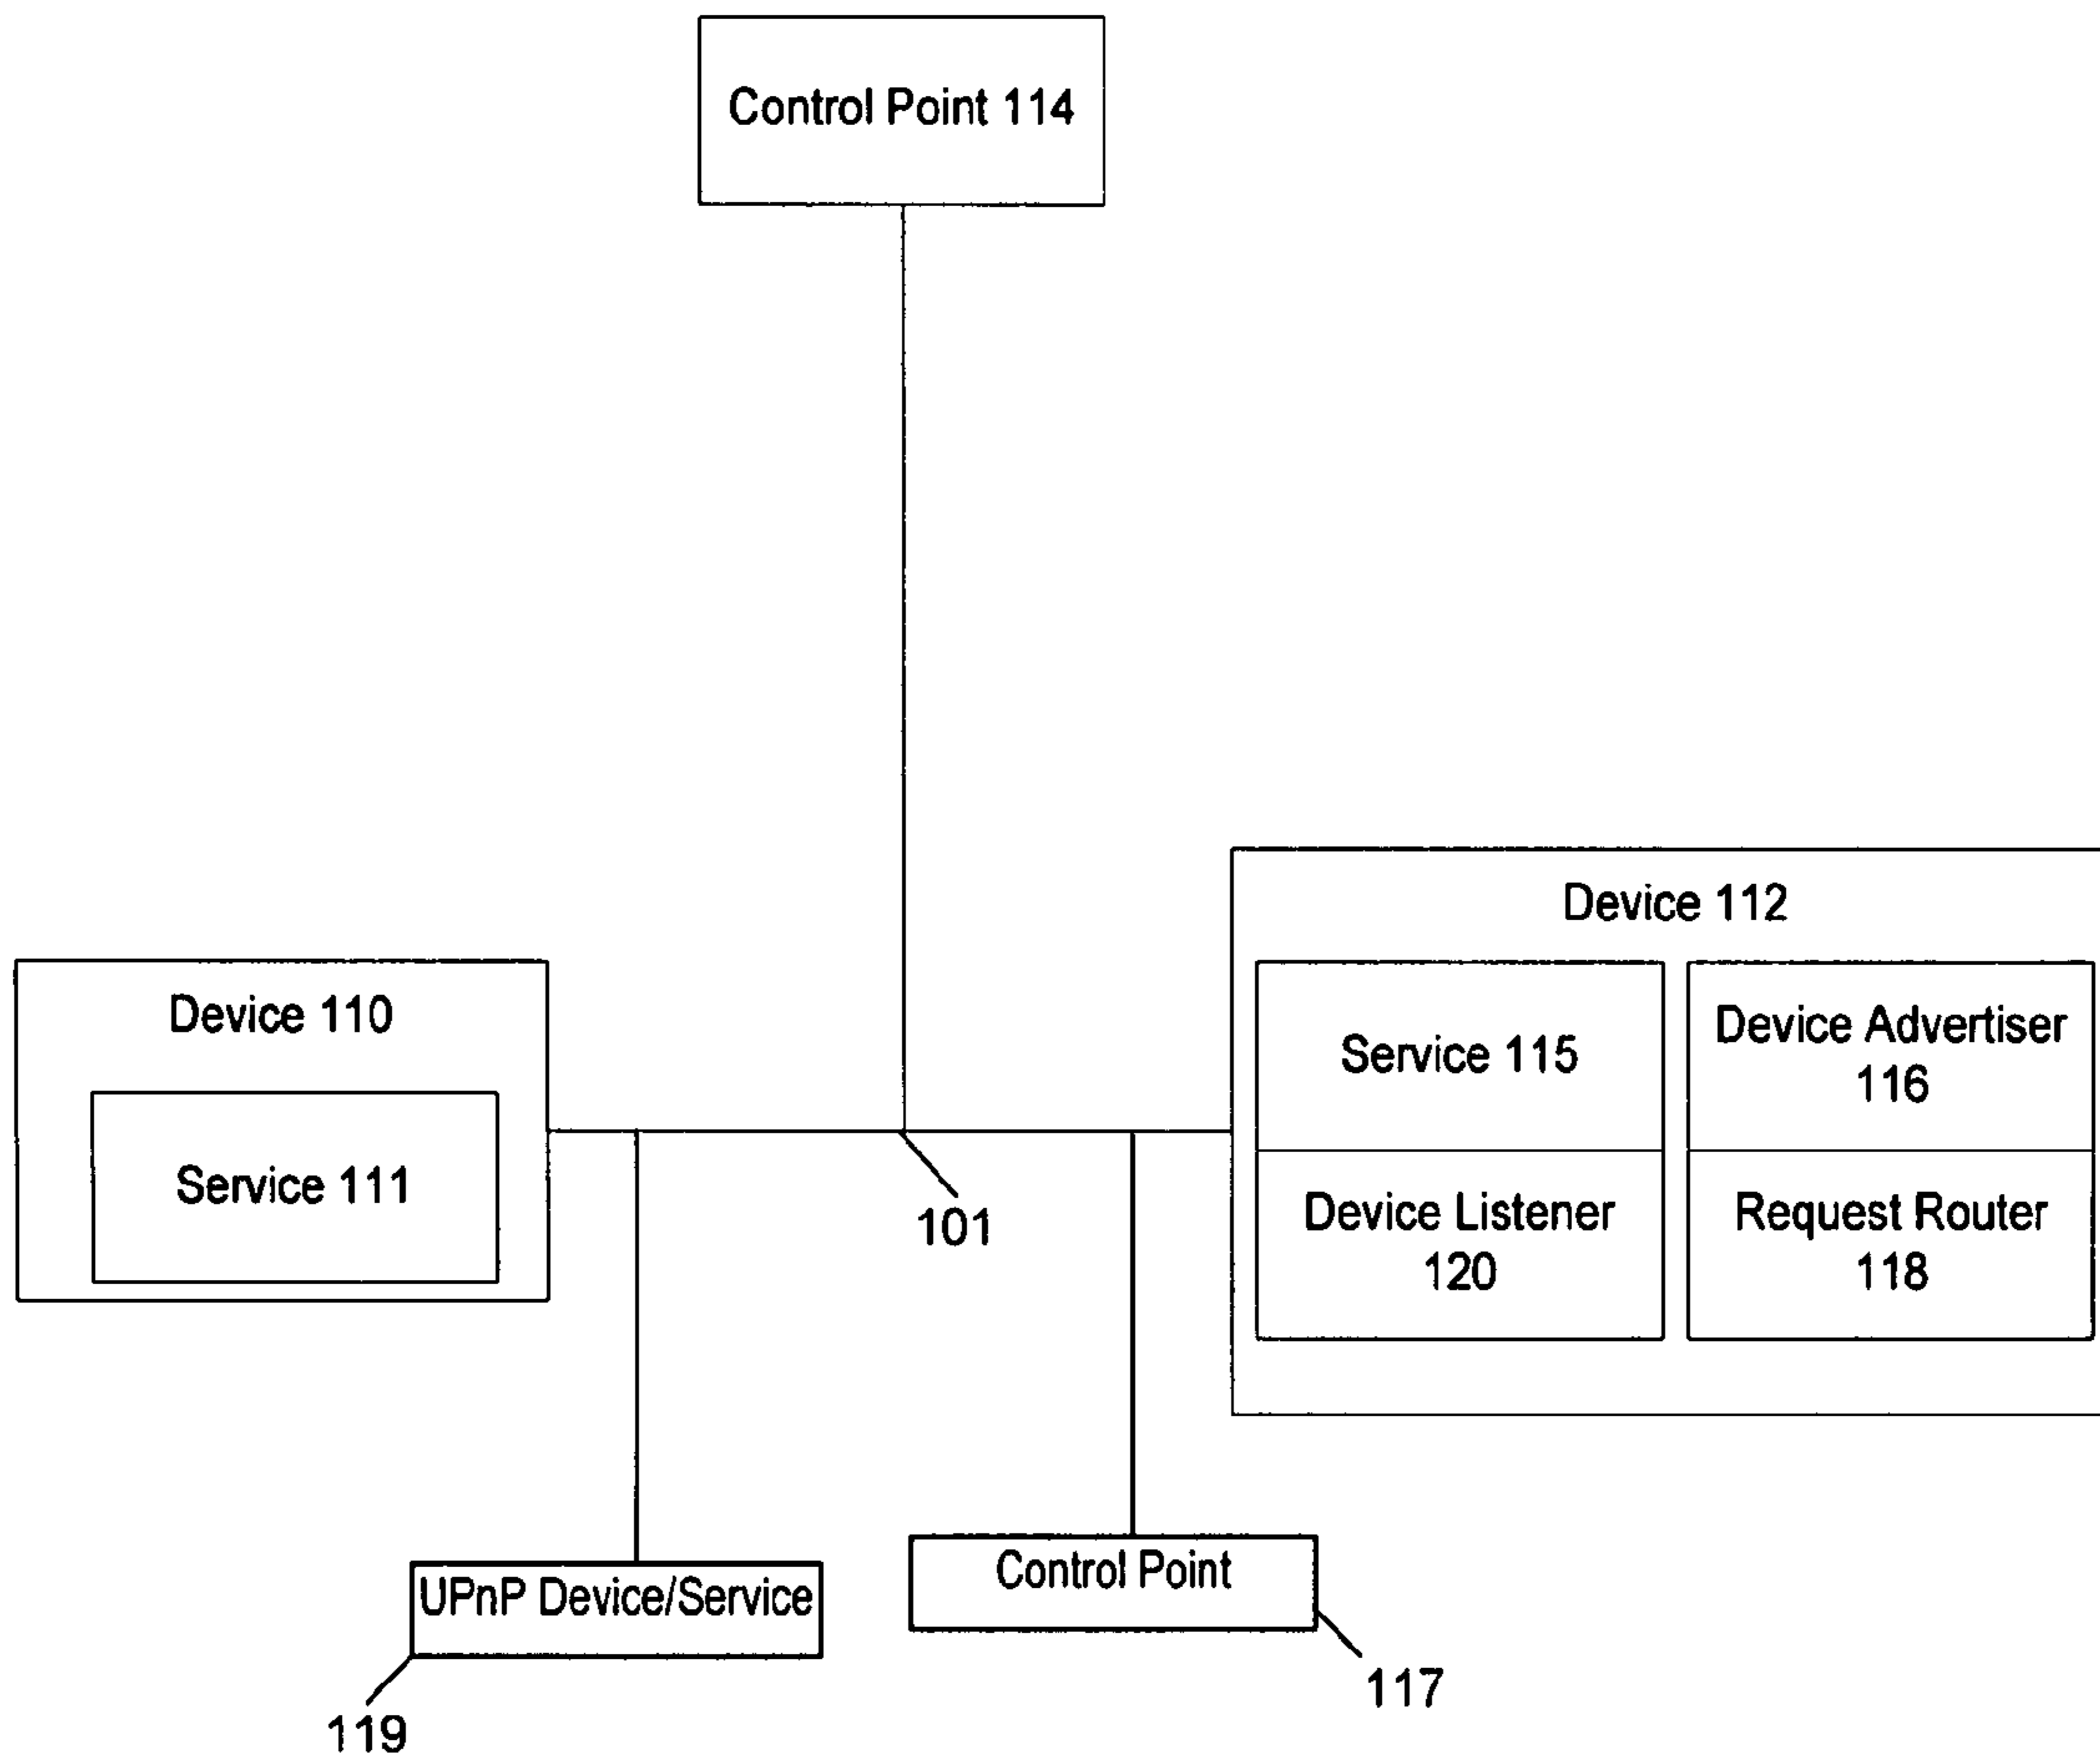 Control Point 114
Device 112
Device 110
Service 115
Device Advertiser
116
Service 111
Device Listener
120
Request Router
118
101
UPnP Device/Service
Control Point
117
119